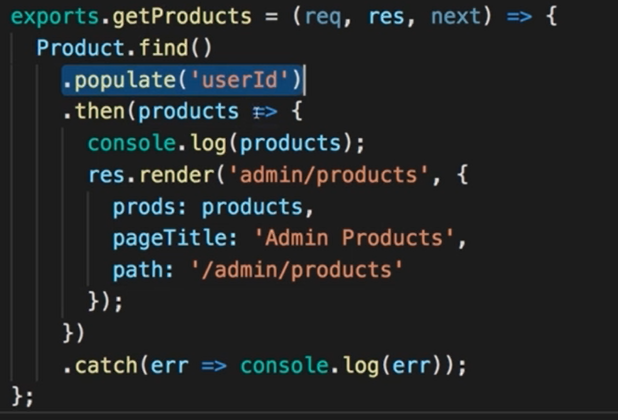 exports.getProducts = (req, res, next) => {
  Product.find()
    .populate('userId')
    .then(products => {
      console.log(products);
      res.render('admin/products', {
        prods: products,
        pageTitle: 'Admin Products',
        path: '/admin/products'
      });
    })
    .catch(err => console.log(err));
};